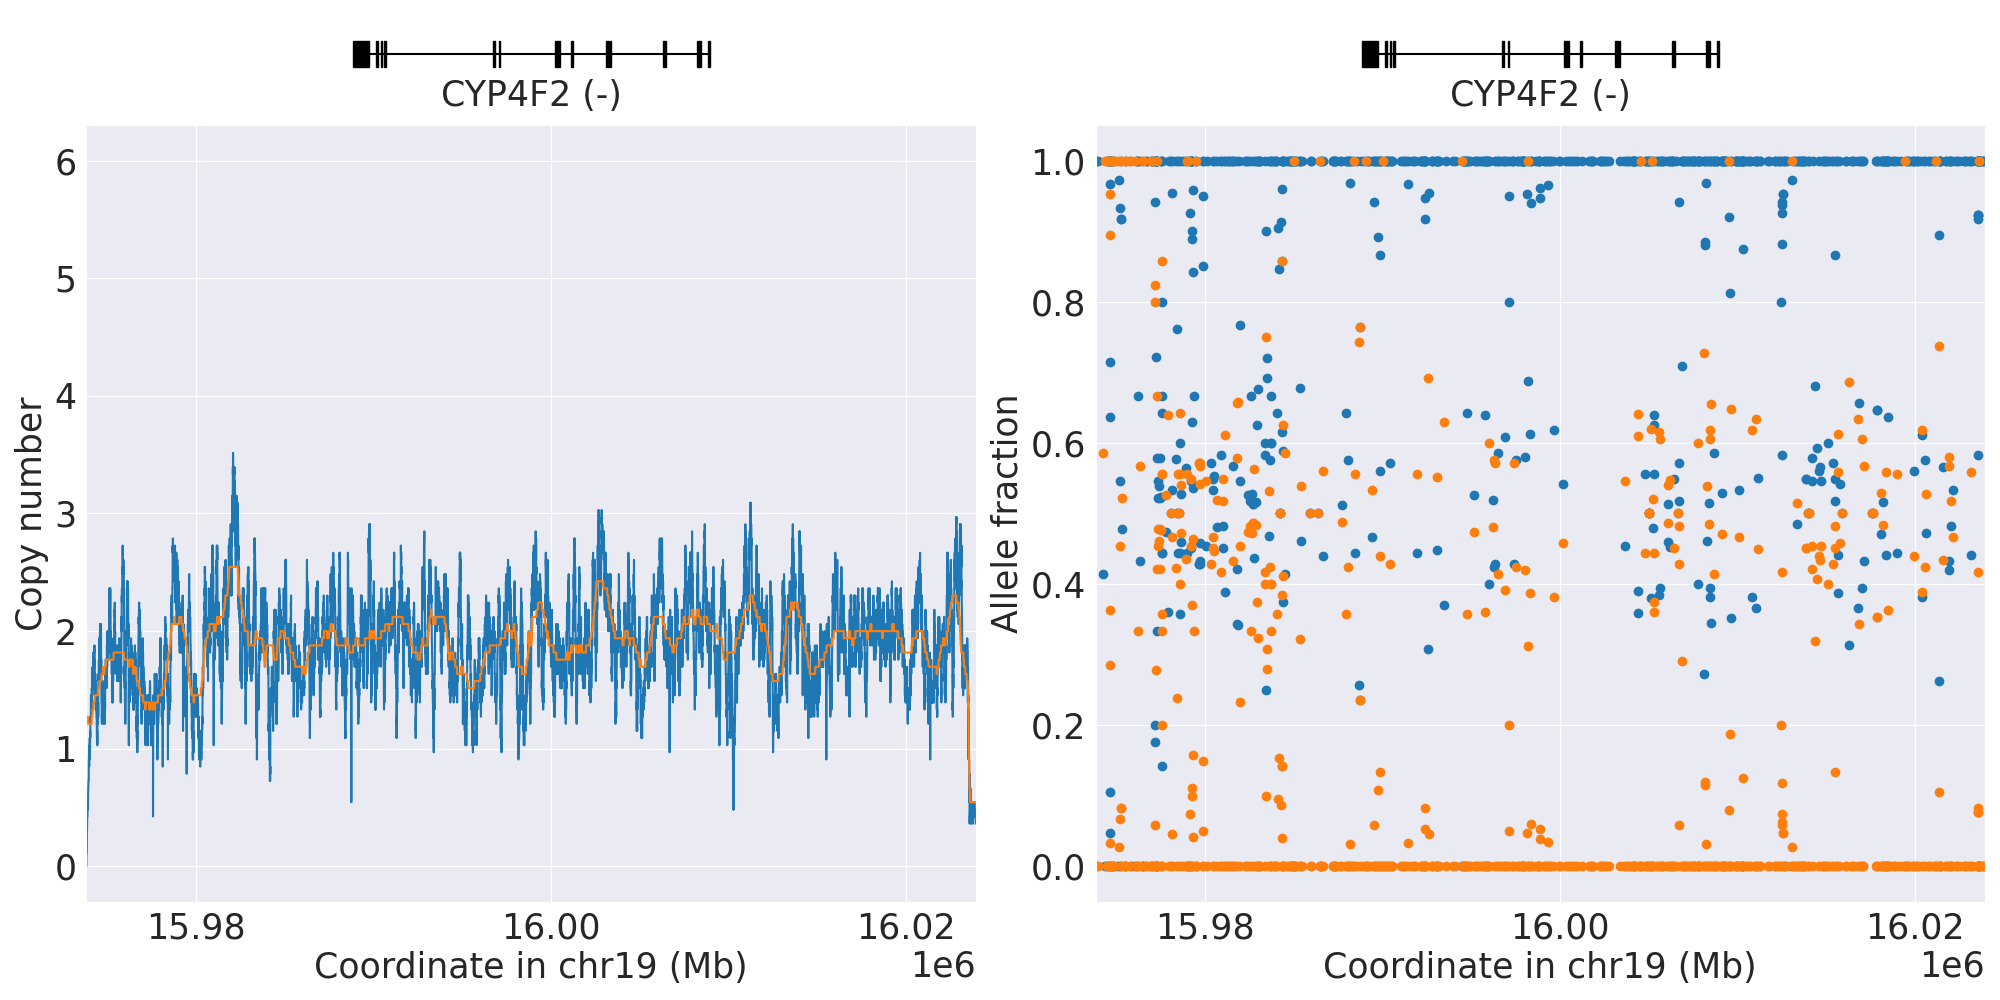 CYP4F2 (-)
CYP4F2 (-)
Copy number
6
5
4
3
2
1
0
15.98
16.00
16.02
Coordinate in chr19 (Mb)
1e6
Allele fraction
1.0
0.8
0.6
0.4
0.2
0.0
15.98
16.00
16.02
Coordinate in chr19 (Mb)
1e6